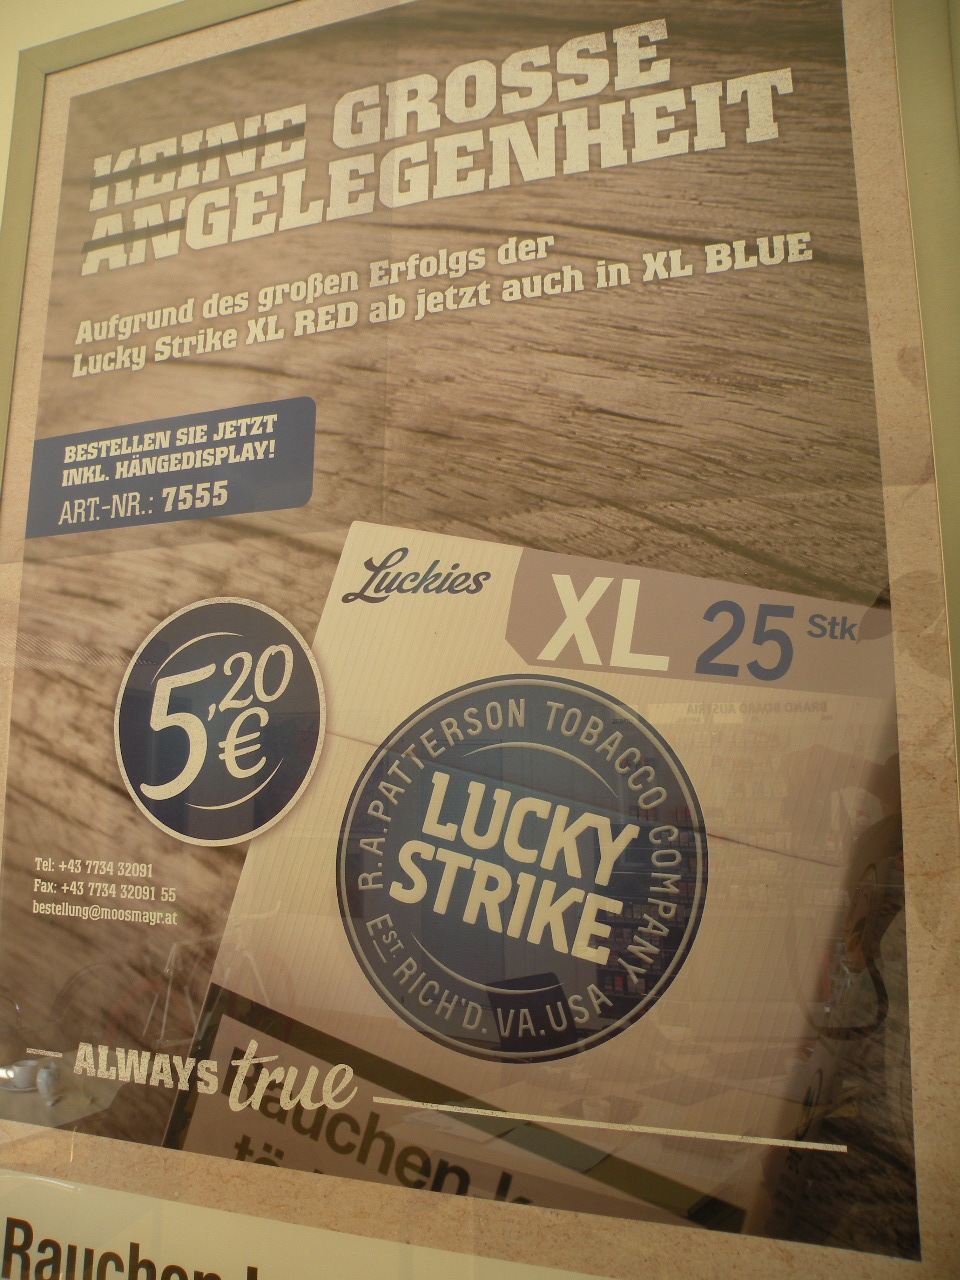 KEINE GROSSE
ANGELEGENHEIT
Aufgrund des großen Erfolgs der
Lucky Strike XL RED ab jetzt auch in XL BLUE
BESTELLEN SIE JETZT
INKL. HÄNGEDISPLAY!
ART.-NR.: 7555
Luckies
XL 25 Stk
5,20
€
R.A. PATTERSON TOBACCO COMPANY
LUCKY
STRIKE
EST. RICH'D. VA. USA
Tel: +43 7734 32091
Fax: +43 7734 32091 55
bestellung@moosmayr.at
ALWAYS true
Rauchen
Rauchen